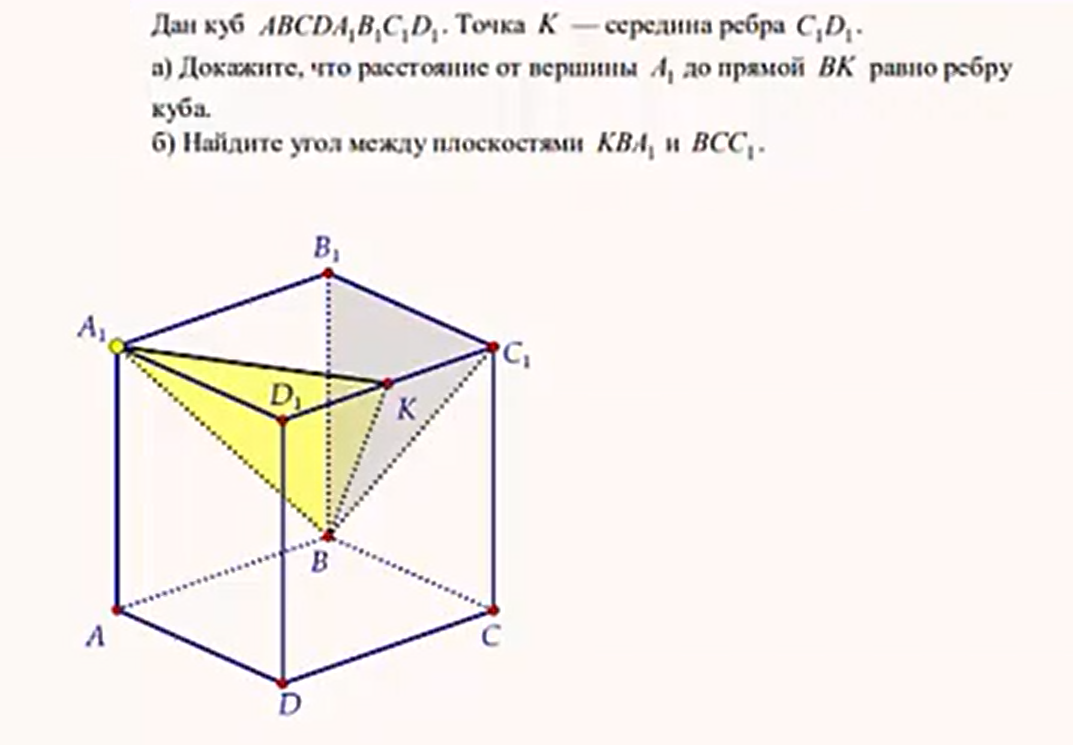 Дан куб ABCDA₁B₁C₁D₁. Точка K — середина ребра C₁D₁.
а) Докажите, что расстояние от вершины A₁ до прямой BK равно ребру
куба.
б) Найдите угол между плоскостями KBA₁ и BCC₁.
B₁
A₁
C₁
D₁
K
B
A
C
D